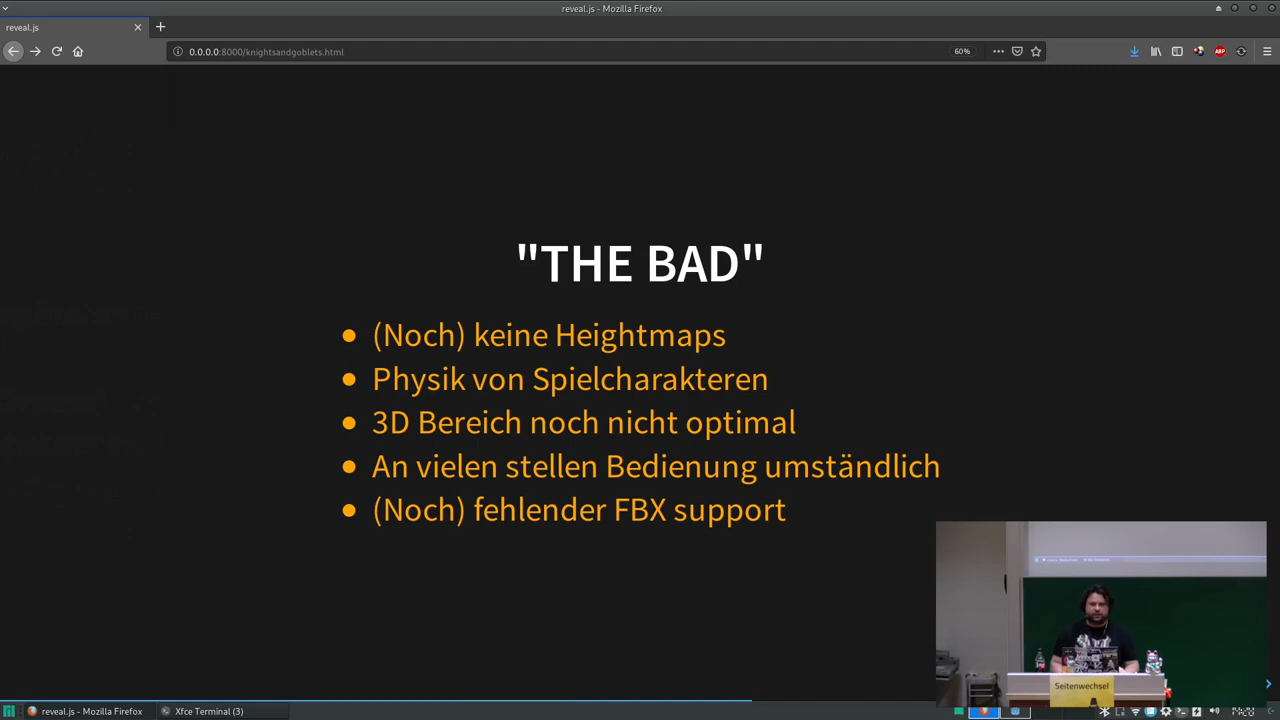 reveal.js - Mozilla Firefox
reveal.js
0.0.0.0:8000/knightsandgoblets.html
60%
ABP
"THE BAD"
(Noch) keine Heightmaps
Physik von Spielcharakteren
3D Bereich noch nicht optimal
An vielen stellen Bedienung umständlich
(Noch) fehlender FBX support
Seitenwechsel
reveal.js - Mozilla Firefox
Xfce Terminal (3)